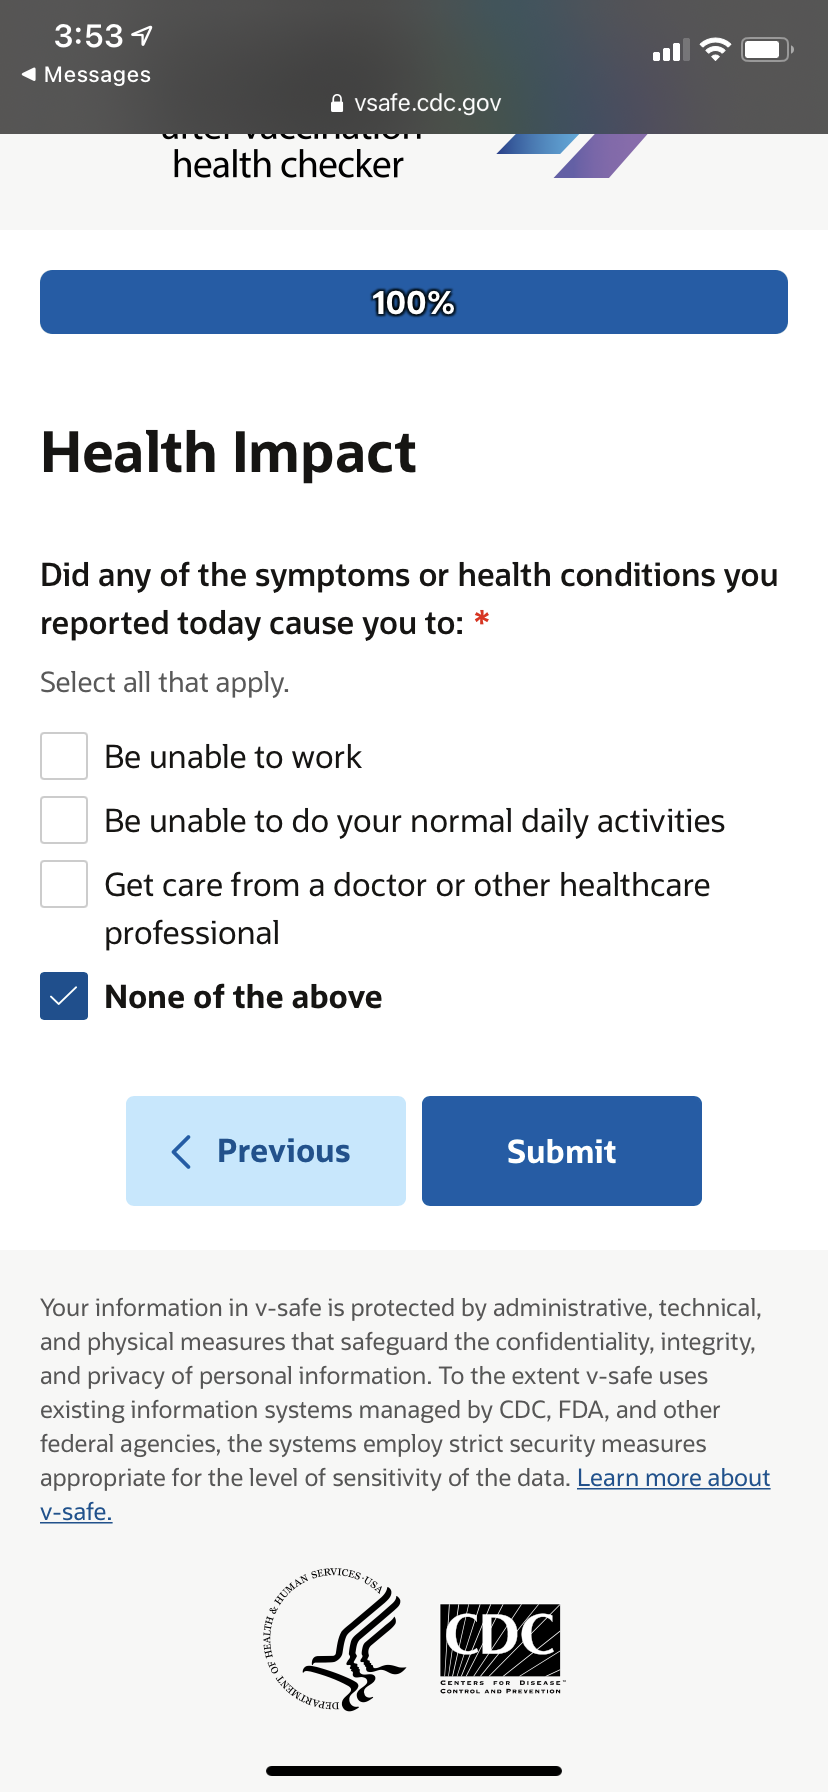 3:53
Messages
vsafe.cdc.gov
after vaccination
health checker
100%
Health Impact
Did any of the symptoms or health conditions you
reported today cause you to: *
Select all that apply.
Be unable to work
Be unable to do your normal daily activities
Get care from a doctor or other healthcare
professional
None of the above
Previous
Submit
Your information in v-safe is protected by administrative, technical,
and physical measures that safeguard the confidentiality, integrity,
and privacy of personal information. To the extent v-safe uses
existing information systems managed by CDC, FDA, and other
federal agencies, the systems employ strict security measures
appropriate for the level of sensitivity of the data. Learn more about
v-safe.
DEPARTMENT OF HEALTH & HUMAN SERVICES·USA
CDC
CENTERS FOR DISEASE™
CONTROL AND PREVENTION